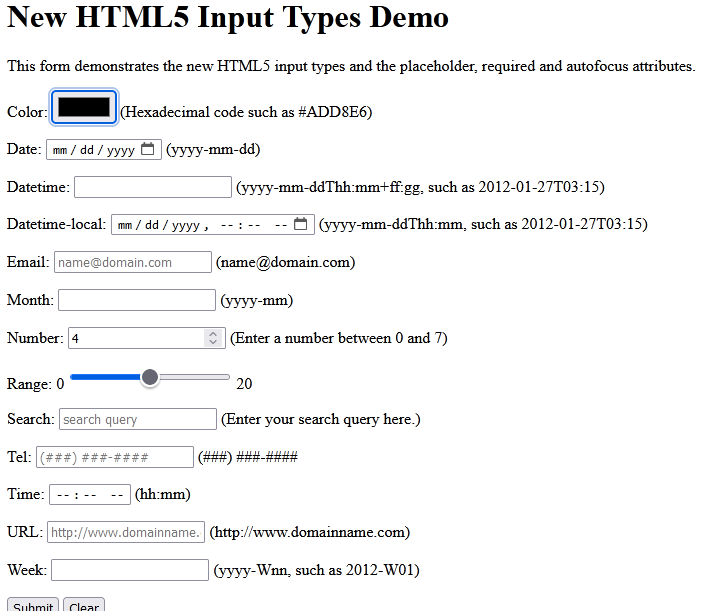 New HTML5 Input Types Demo
This form demonstrates the new HTML5 input types and the placeholder, required and autofocus attributes.
Color: (Hexadecimal code such as #ADD8E6)
Date: mm / dd / yyyy (yyyy-mm-dd)
Datetime: (yyyy-mm-ddThh:mm+ff:gg, such as 2012-01-27T03:15)
Datetime-local: mm / dd / yyyy , -- : -- -- (yyyy-mm-ddThh:mm, such as 2012-01-27T03:15)
Email: name@domain.com (name@domain.com)
Month: (yyyy-mm)
Number: 4 (Enter a number between 0 and 7)
Range: 0 20
Search: search query (Enter your search query here.)
Tel: (###) ###-#### (###) ###-####
Time: -- : -- -- (hh:mm)
URL: http://www.domainname. (http://www.domainname.com)
Week: (yyyy-Wnn, such as 2012-W01)
Submit Clear